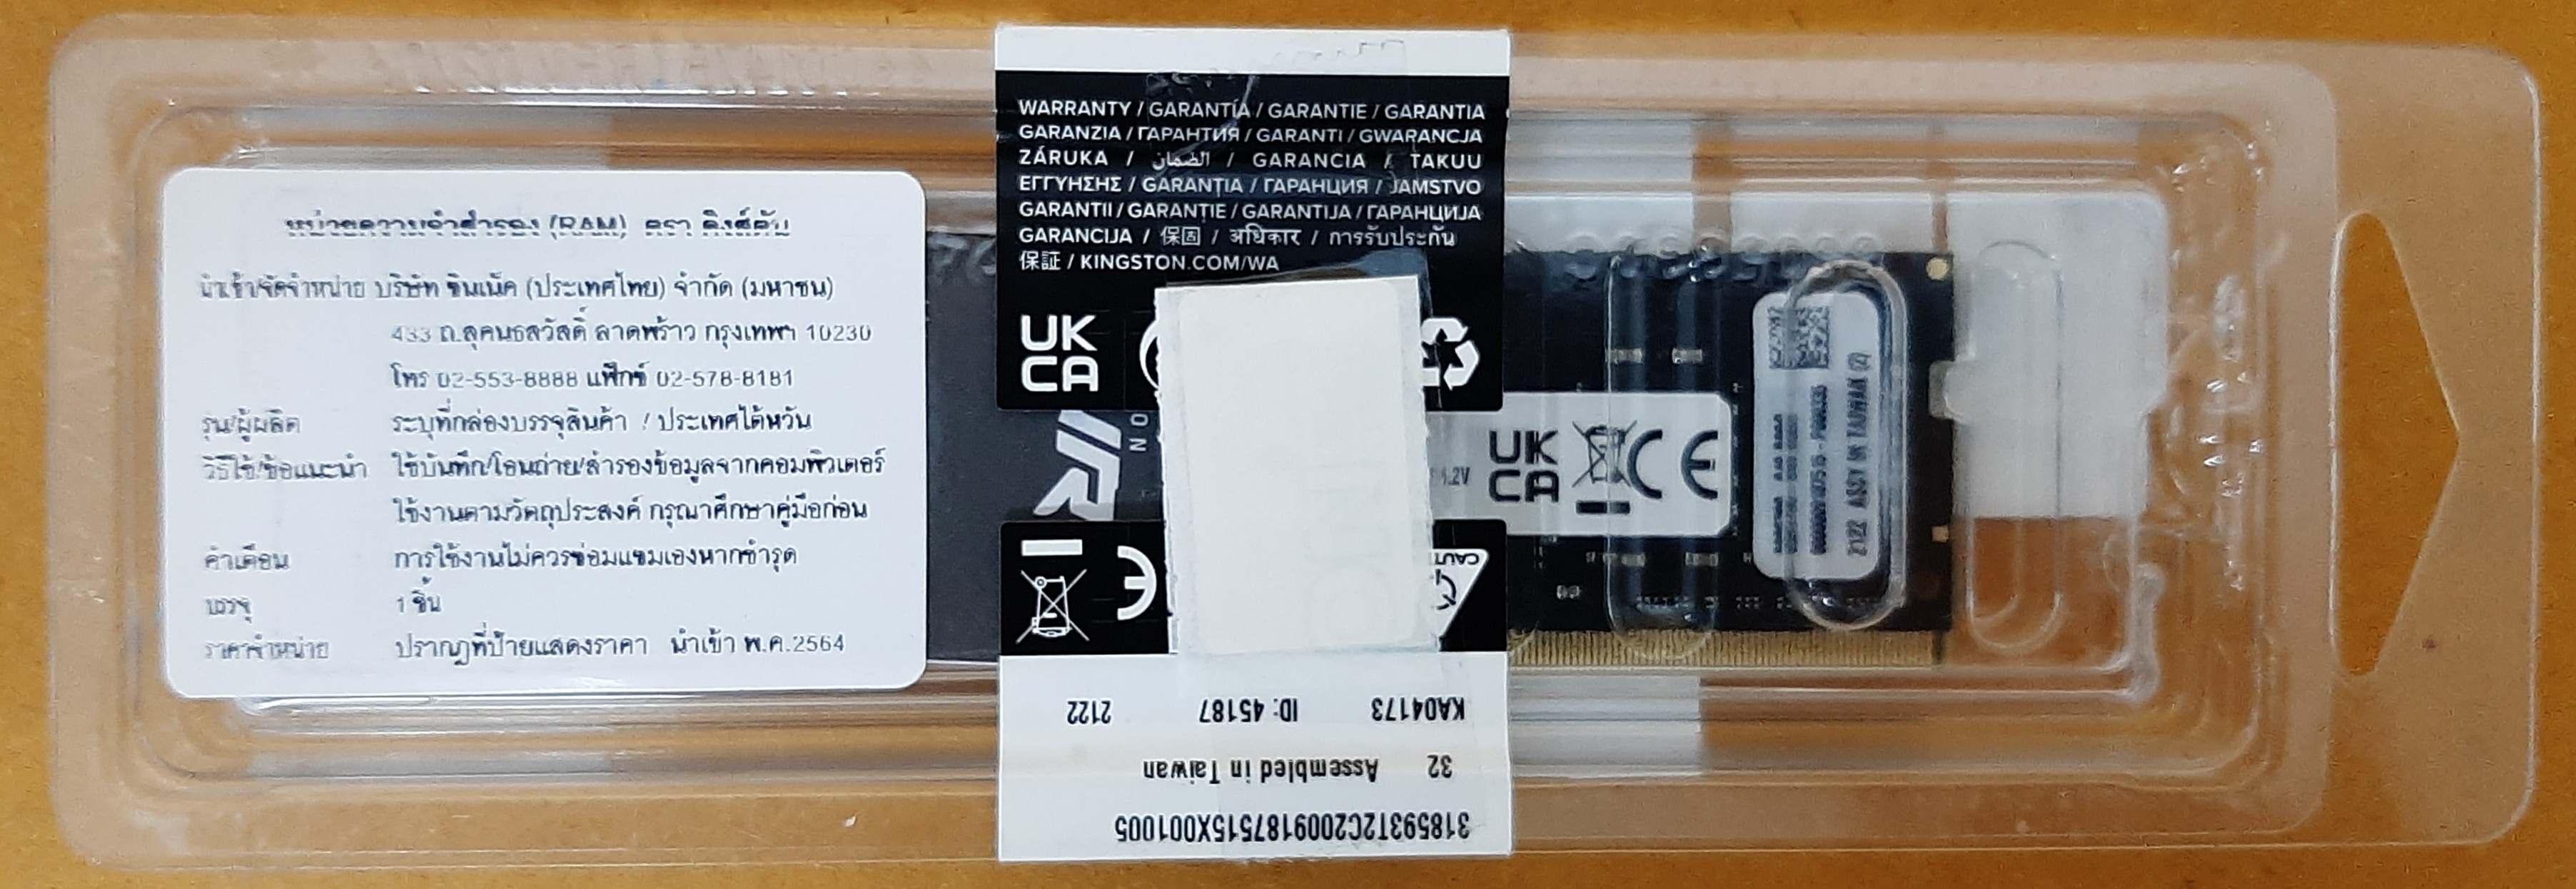 หน่วยความจำสำรอง (RAM) ตรา คิงส์ตัน
นำเข้า/จัดจำหน่าย บริษัท ซินเน็ค (ประเทศไทย) จำกัด (มหาชน)
433 ถ.สุคนธสวัสดิ์ ลาดพร้าว กรุงเทพฯ 10230
โทร 02-553-8888 แฟ๊กซ์ 02-578-8181
รุ่น/ผู้ผลิต ระบุที่กล่องบรรจุสินค้า / ประเทศไต้หวัน
วิธีใช้/ข้อแนะนำ ใช้บันทึก/โอนถ่าย/สำรองข้อมูลจากคอมพิวเตอร์
ใช้งานตามวัตถุประสงค์ กรุณาศึกษาคู่มือก่อน
คำเตือน การใช้งานไม่ควรซ่อมแซมเองหากชำรุด
บรรจุ 1 ชิ้น
ราคาจำหน่าย ปรากฏที่ป้ายแสดงราคา นำเข้า พ.ค.2564
WARRANTY / GARANTÍA / GARANTIE / GARANTIA
GARANZIA / ГАРАНТИЯ / GARANTI / GWARANCJA
ZÁRUKA / الضمان / GARANCIA / TAKUU
ΕΓΓΥΗΣΗΣ / GARANȚIA / ГАРАНЦИЯ / JAMSTVO
GARANTII / GARANTIE / GARANTIJA / ГАРАНЦИЈА
GARANCIJA / 保固 / अधिकार / การรับประกัน
保証 / KINGSTON.COM/WA
UK
CA
CE
KA04173 ID: 45187 2122
32 Assembled in Taiwan
318593T2C2009187515X001005
1.2V
UK
CA
CE
2122 ASSY IN TAIWAN (2)